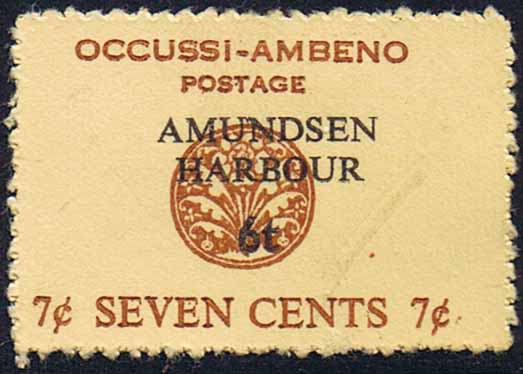 OCCUSSI-AMBENO
POSTAGE
AMUNDSEN
HARBOUR
6t
7¢ SEVEN CENTS 7¢